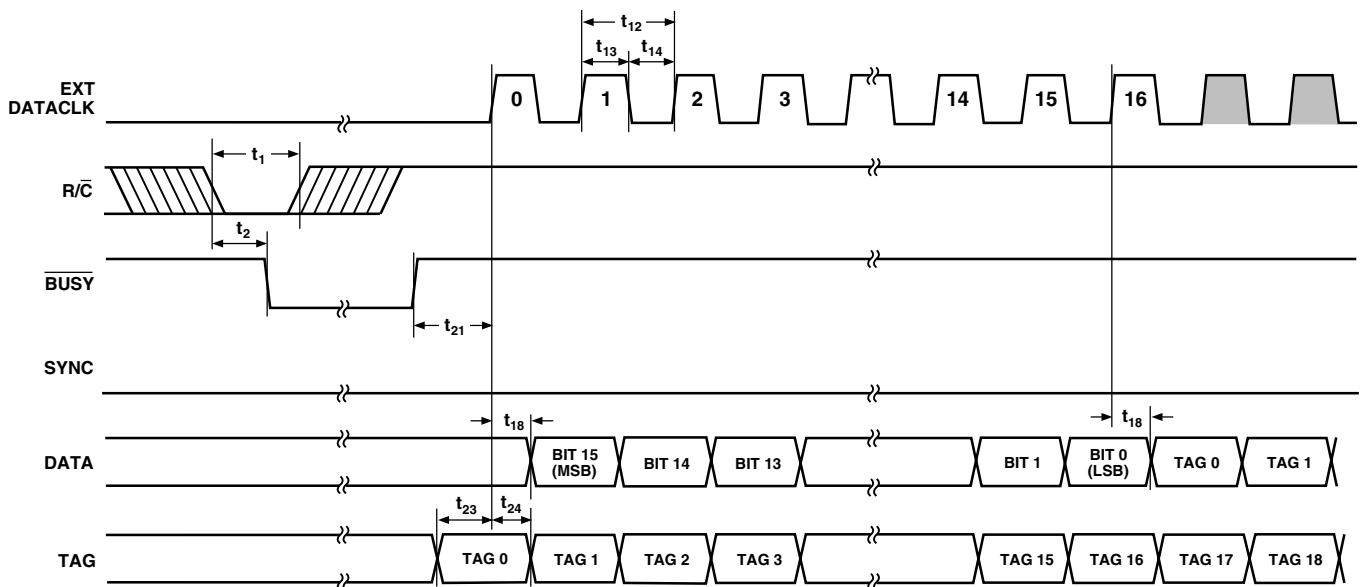 t12
t13 t14
EXT
DATACLK
0 1 2 3 14 15 16
t1
R/C̅
t2
B̅U̅S̅Y̅
t21
SYNC
t18 t18
DATA
BIT 15
(MSB)
BIT 14 BIT 13 BIT 1
BIT 0
(LSB)
TAG 0 TAG 1
t23 t24
TAG
TAG 0 TAG 1 TAG 2 TAG 3 TAG 15 TAG 16 TAG 17 TAG 18